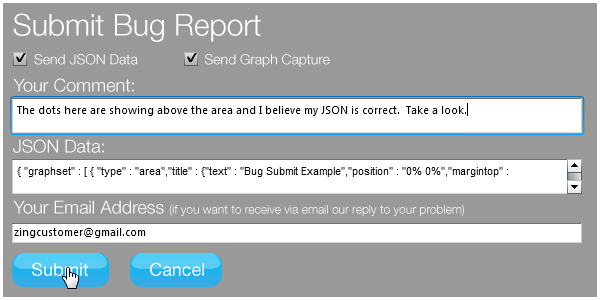 Submit Bug Report
Send JSON Data Send Graph Capture
Your Comment:
The dots here are showing above the area and I believe my JSON is correct.  Take a look.
JSON Data:
{ "graphset" : [ { "type" : "area","title" : {"text" : "Bug Submit Example","position" : "0% 0%","margintop" :
Your Email Address (if you want to receive via email our reply to your problem)
zingcustomer@gmail.com
Submit Cancel